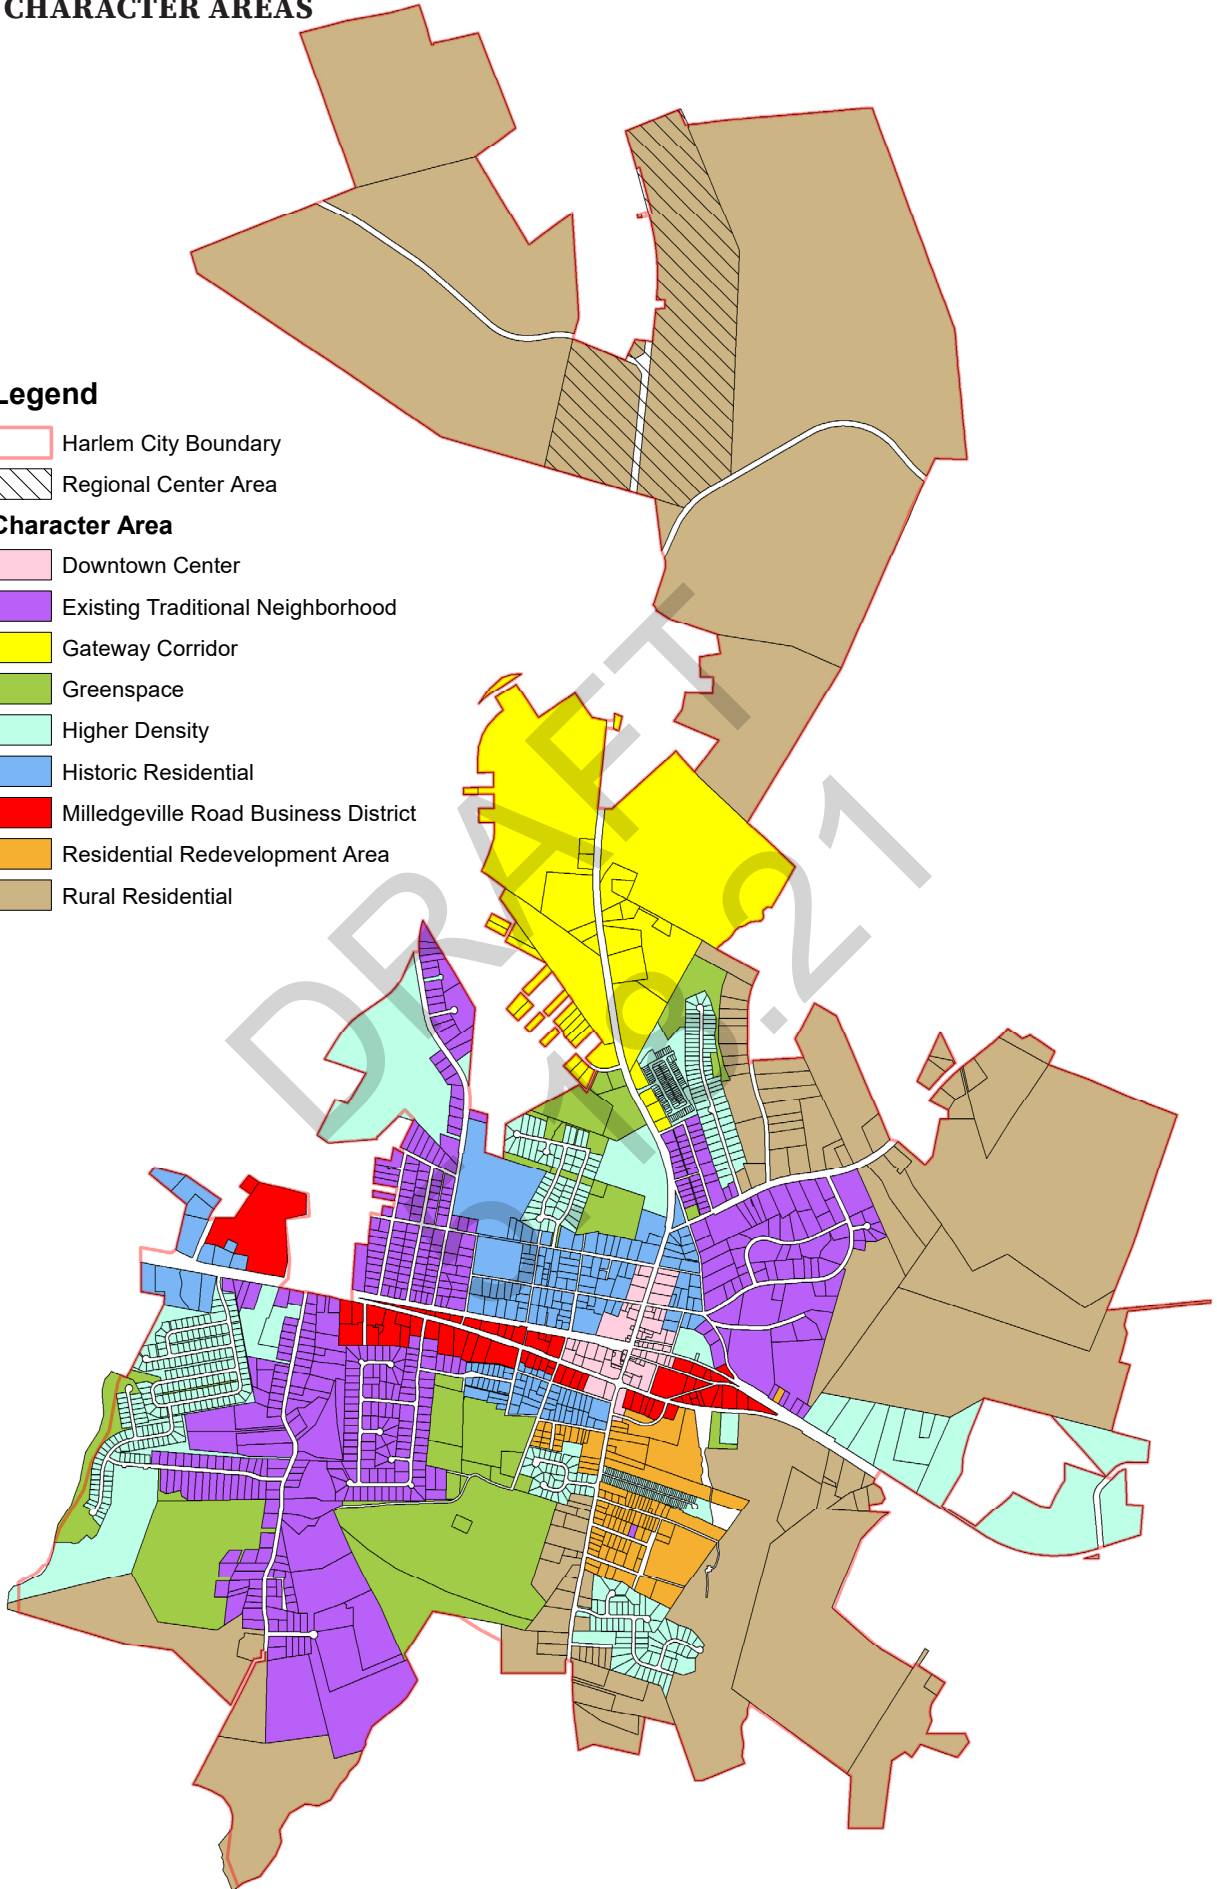 CHARACTER AREAS
Legend
Harlem City Boundary
Regional Center Area
Character Area
Downtown Center
Existing Traditional Neighborhood
Gateway Corridor
Greenspace
Higher Density
Historic Residential
Milledgeville Road Business District
Residential Redevelopment Area
Rural Residential
DRAFT